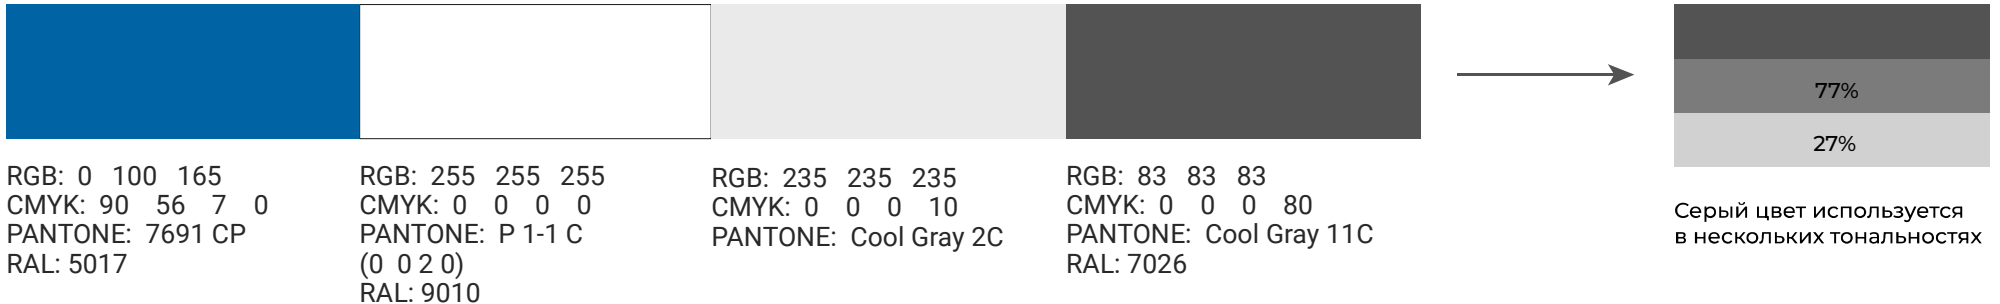 RGB: 0 100 165
CMYK: 90 56 7 0
PANTONE: 7691 CP
RAL: 5017
RGB: 255 255 255
CMYK: 0 0 0 0
PANTONE: P 1-1 C
(0 0 2 0)
RAL: 9010
RGB: 235 235 235
CMYK: 0 0 0 10
PANTONE: Cool Gray 2C
RGB: 83 83 83
CMYK: 0 0 0 80
PANTONE: Cool Gray 11C
RAL: 7026
77%
27%
Серый цвет используется
в нескольких тональностях